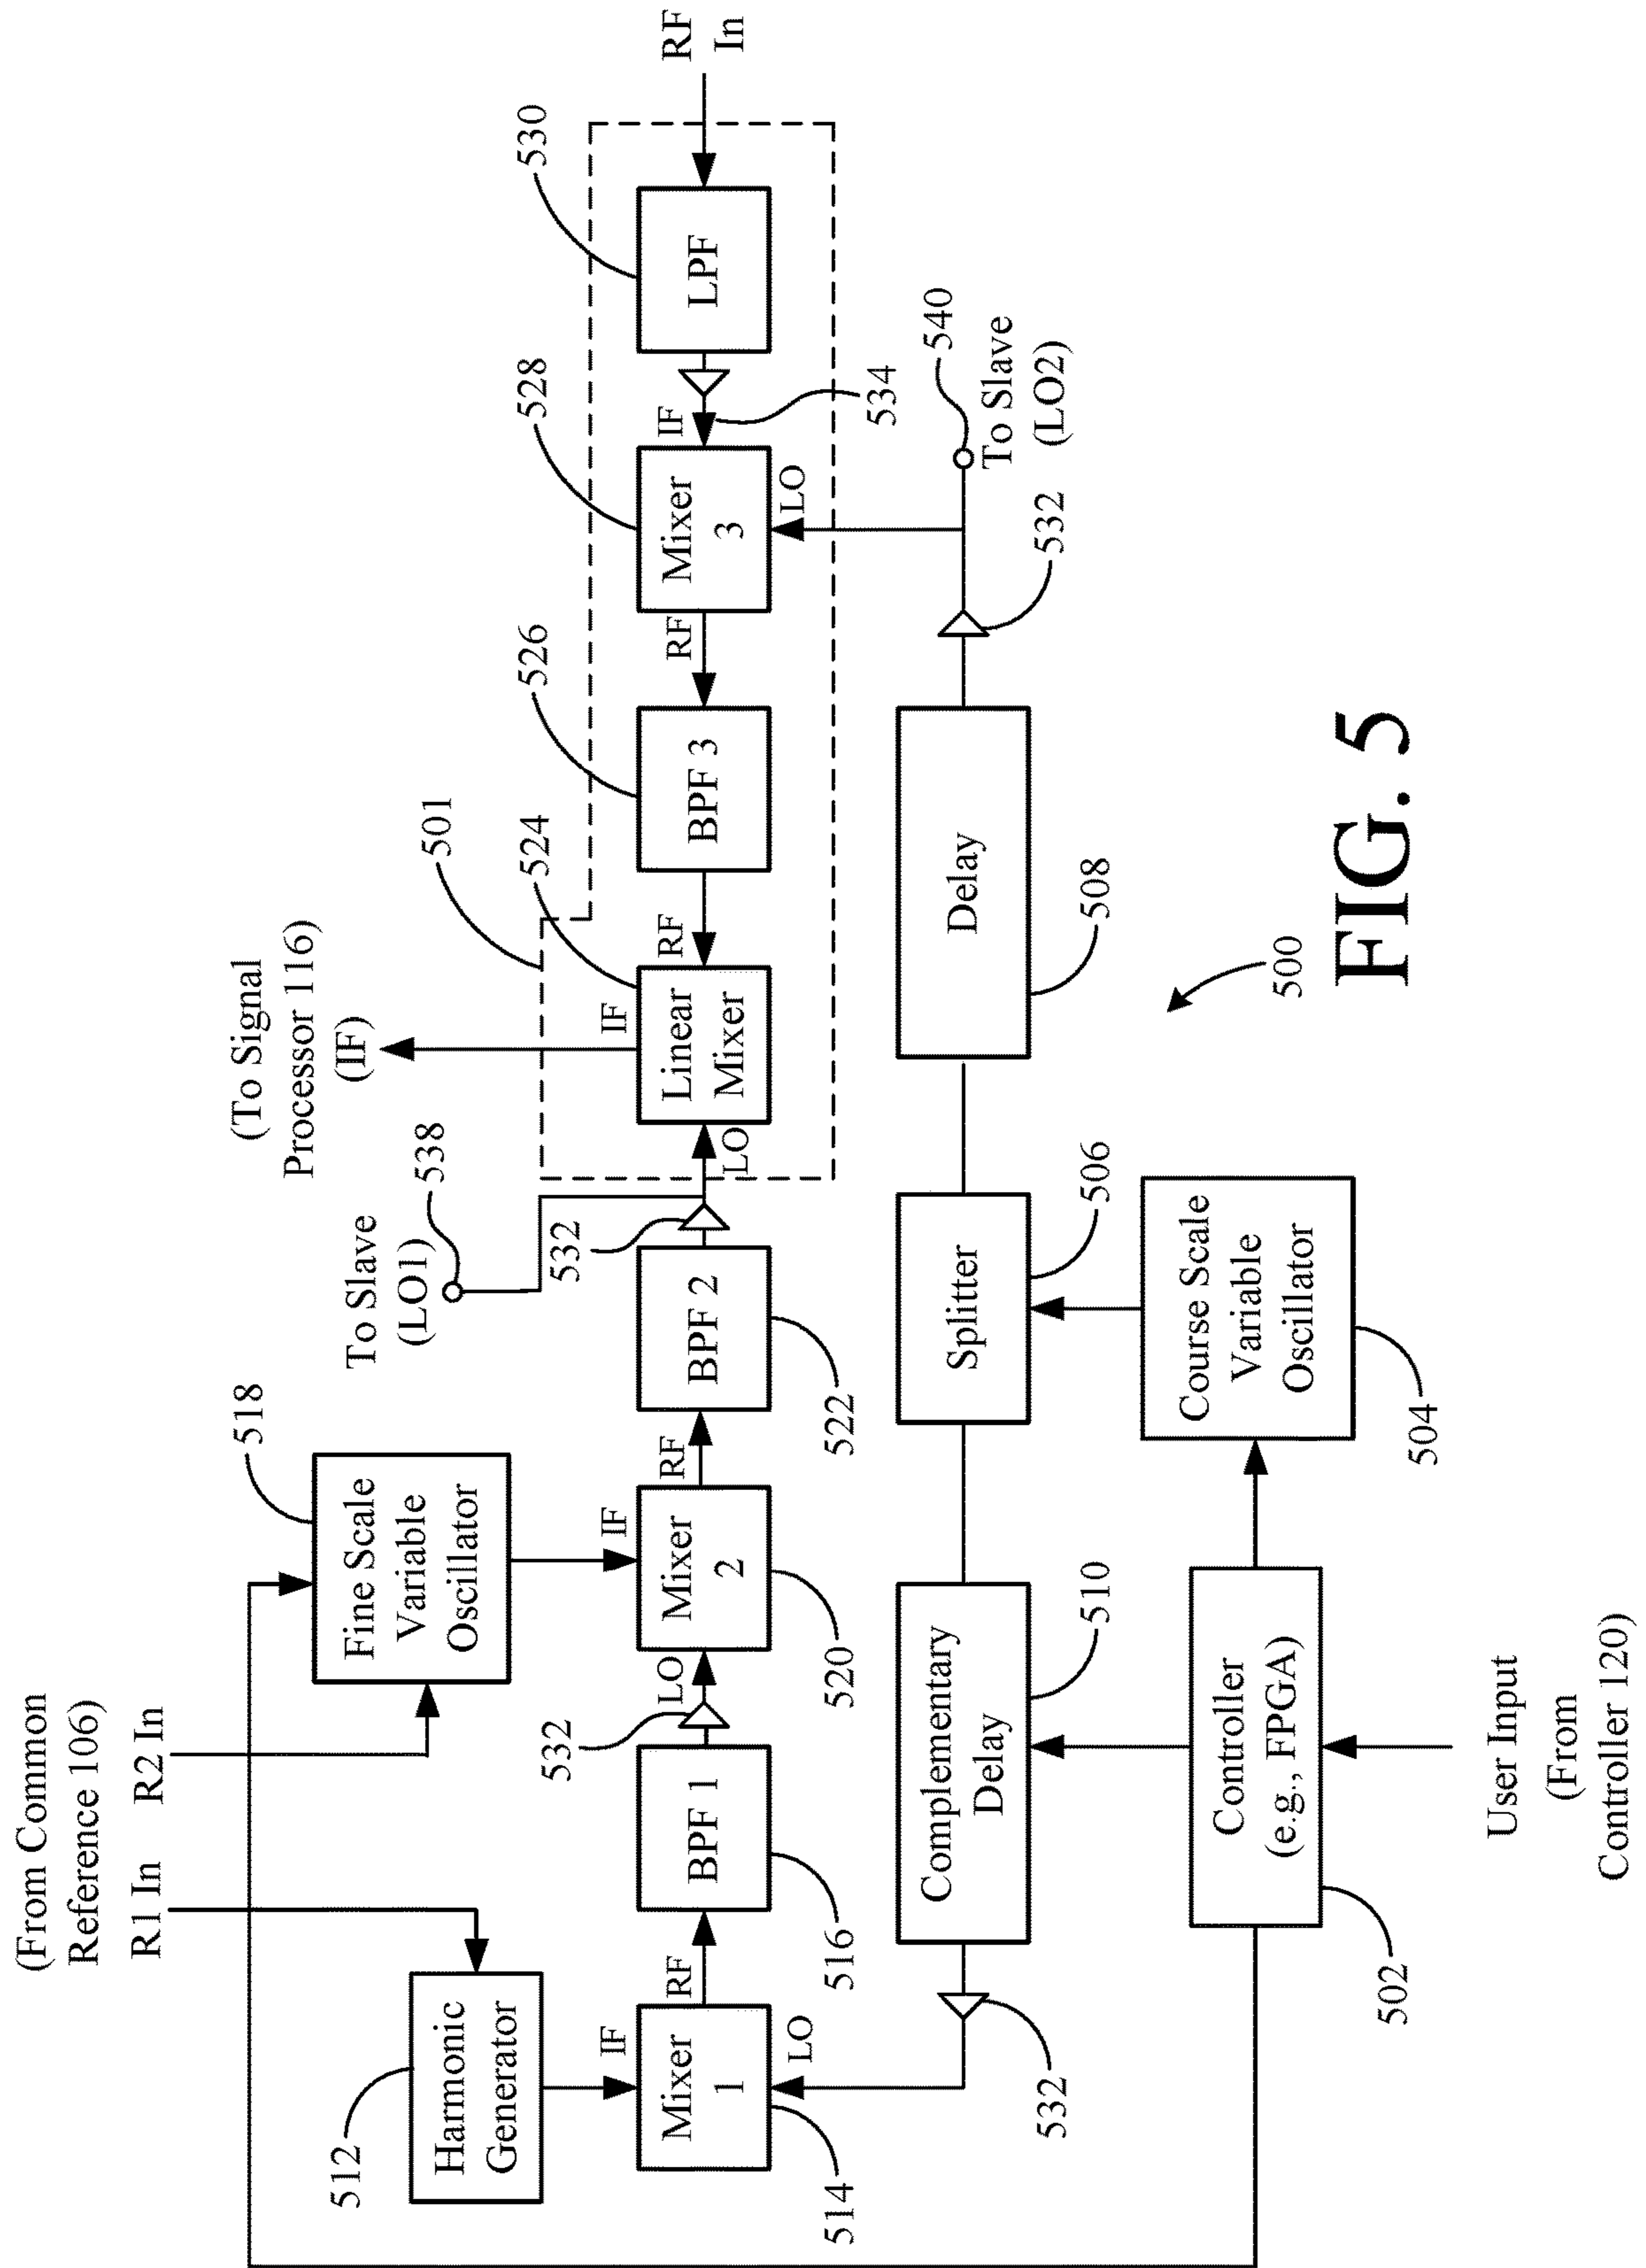 (From Common
Reference 106)
R1 In
R2 In
512
Harmonic
Generator
518
Fine Scale
Variable
Oscillator
To Slave
(LO1)
538
(To Signal
Processor 116)
(IF)
501
IF
Mixer
1
514
RF
LO
BPF 1
516
532
LO
IF
Mixer
2
520
RF
BPF 2
522
532
LO
IF
Linear
Mixer
524
RF
BPF 3
526
RF
Mixer
3
528
IF
LO
534
LPF
530
RF
In
532
Complementary
Delay
510
Splitter
506
Delay
508
532
540
To Slave
(LO2)
Controller
(e.g., FPGA)
502
Course Scale
Variable
Oscillator
504
User Input
(From
Controller 120)
500
FIG. 5